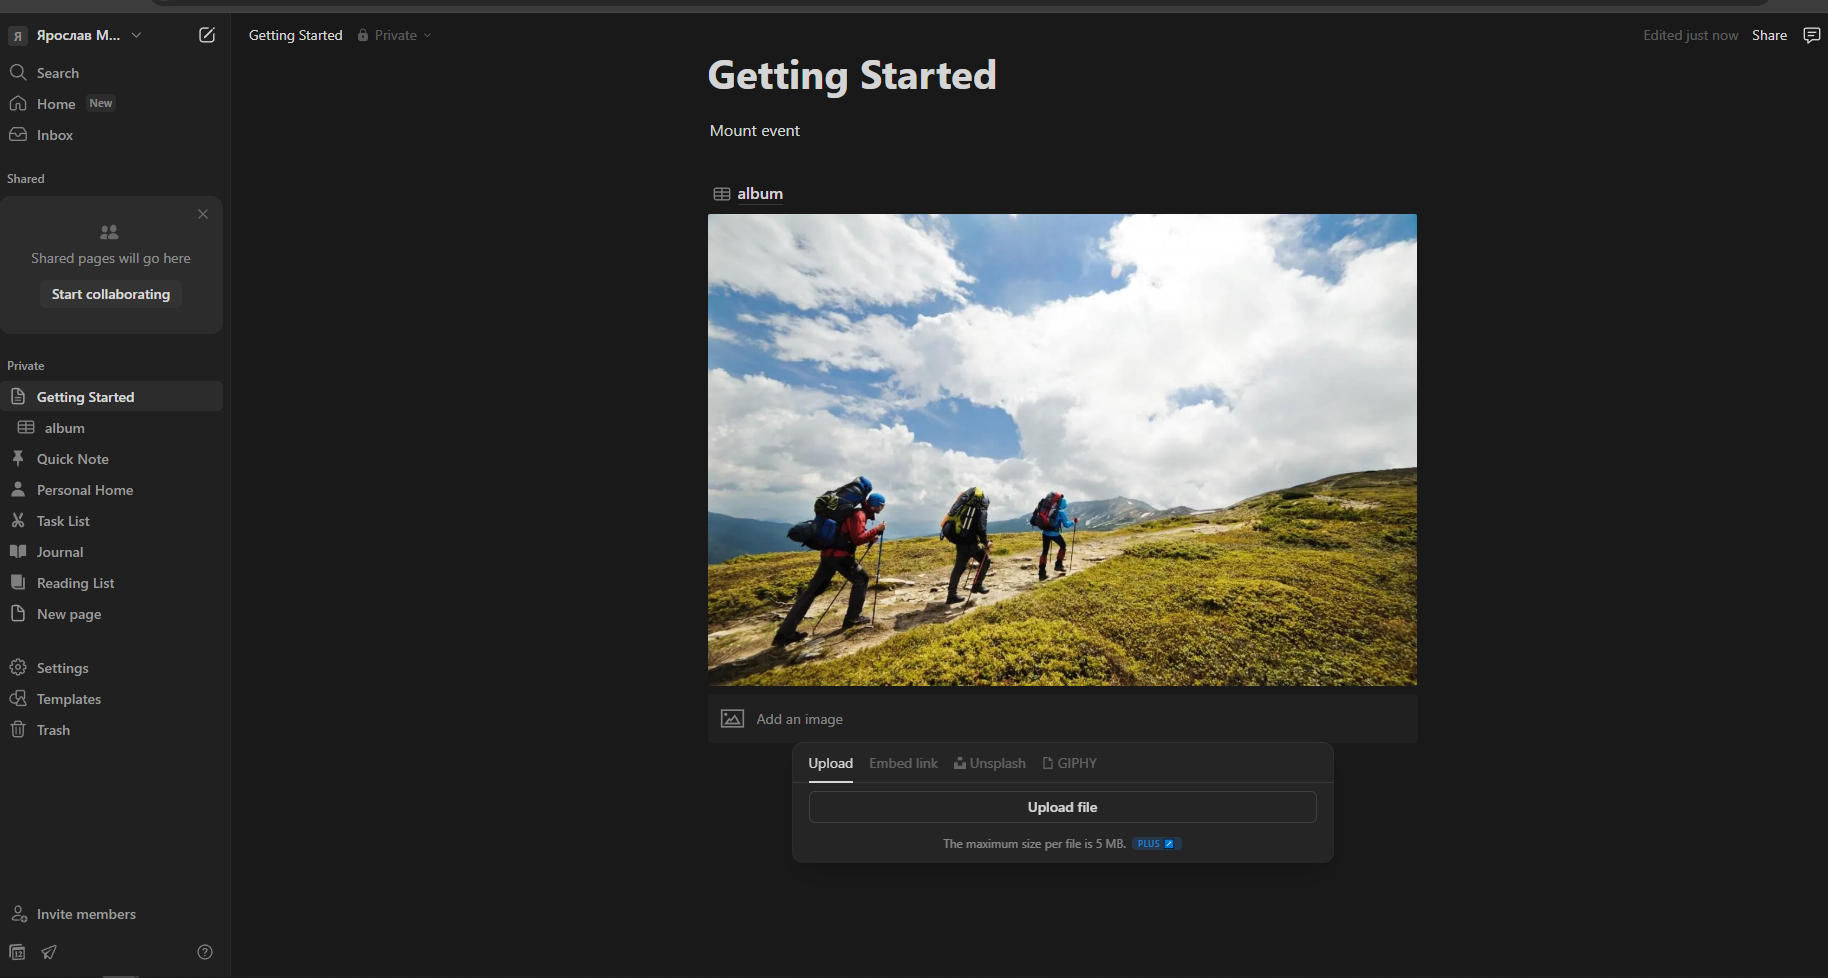 Я Ярослав М...
Search
Home New
Inbox
Shared
Shared pages will go here
Start collaborating
Private
Getting Started
album
Quick Note
Personal Home
Task List
Journal
Reading List
New page
Settings
Templates
Trash
Invite members
12
?
Getting Started Private
Edited just now Share
Getting Started
Mount event
album
Add an image
Upload Embed link Unsplash GIPHY
Upload file
The maximum size per file is 5 MB. PLUS